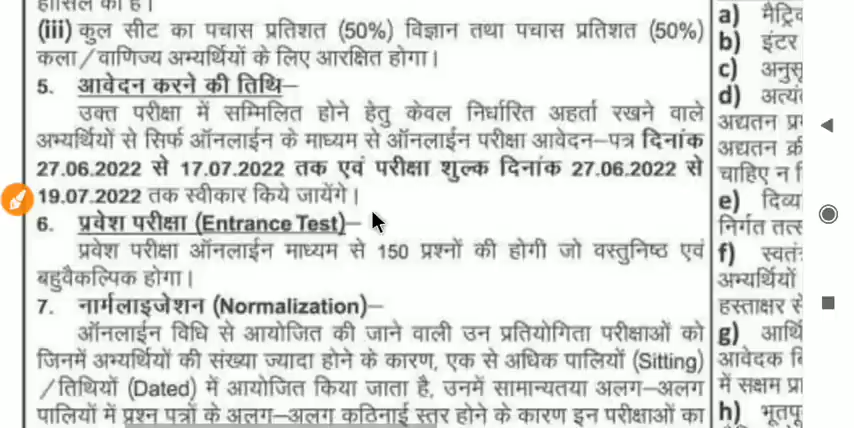 हासिल की है।
(iii) कुल सीट का पचास प्रतिशत (50%) विज्ञान तथा पचास प्रतिशत (50%)
कला/वाणिज्य अभ्यर्थियों के लिए आरक्षित होगा।
5. आवेदन करने की तिथि–
उक्त परीक्षा में सम्मिलित होने हेतु केवल निर्धारित अहर्ता रखने वाले
अभ्यर्थियों से सिर्फ ऑनलाईन के माध्यम से ऑनलाईन परीक्षा आवेदन–पत्र दिनांक
27.06.2022 से 17.07.2022 तक एवं परीक्षा शुल्क दिनांक 27.06.2022 से
19.07.2022 तक स्वीकार किये जायेंगे।
6. प्रवेश परीक्षा (Entrance Test)–
प्रवेश परीक्षा ऑनलाईन माध्यम से 150 प्रश्नों की होगी जो वस्तुनिष्ठ एवं
बहुवैकल्पिक होगा।
7. नार्मलाइजेशन (Normalization)–
ऑनलाईन विधि से आयोजित की जाने वाली उन प्रतियोगिता परीक्षाओं को
जिनमें अभ्यर्थियों की संख्या ज्यादा होने के कारण, एक से अधिक पालियों (Sitting)
/तिथियों (Dated) में आयोजित किया जाता है, उनमें सामान्यतया अलग–अलग
पालियों में प्रश्न पत्रों के अलग–अलग कठिनाई स्तर होने के कारण इन परीक्षाओं का
a)
b) इंटर
c)
d)
अद्यतन
अद्यतन
चाहिए
e)
निर्गत
f)
अभ्यर्थियों
हस्ताक्षर से
g)
आवेदक
में सक्षम
h)